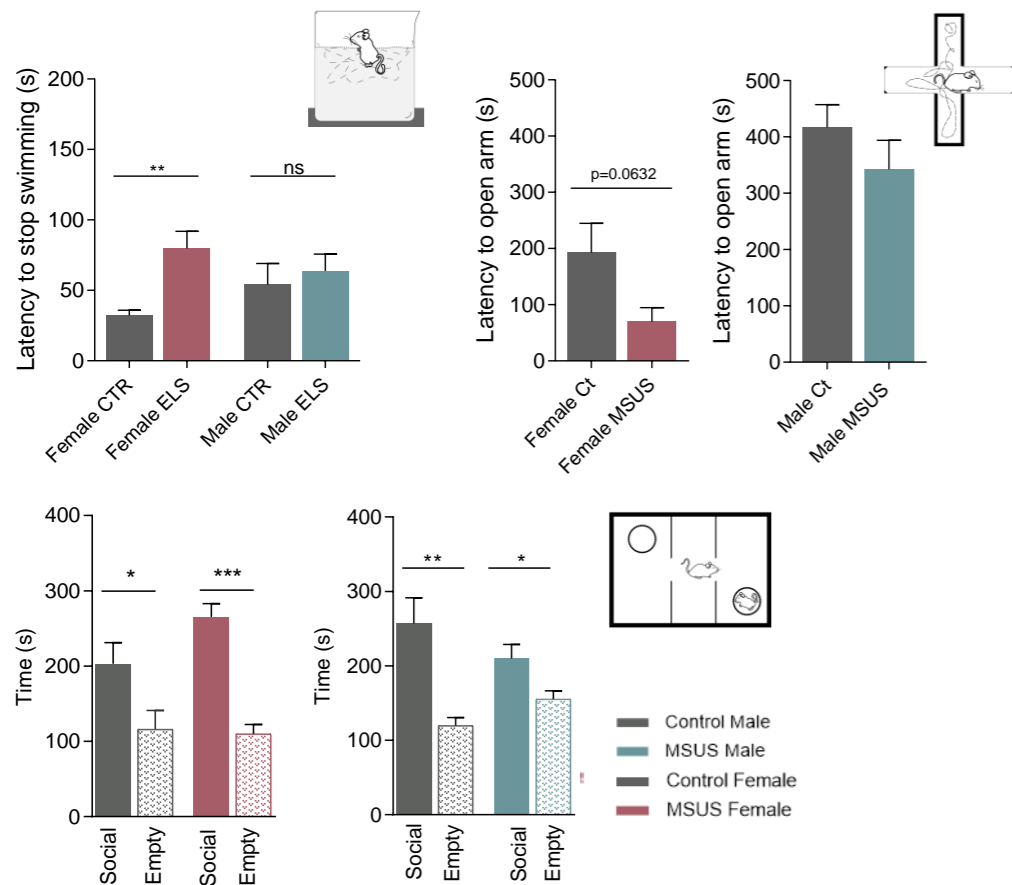 Latency to stop swimming (s)
200
150
100
50
0
**
ns
Female CTR
Female ELS
Male CTR
Male ELS
Latency to open arm (s)
500
400
300
200
100
0
p=0.0632
Female Ct
Female MSUS
Latency to open arm (s)
500
400
300
200
100
0
Male Ct
Male MSUS
Time (s)
400
300
200
100
0
*
***
Social
Empty
Social
Empty
Time (s)
400
300
200
100
0
**
*
Social
Empty
Social
Empty
Control Male
MSUS Male
Control Female
MSUS Female